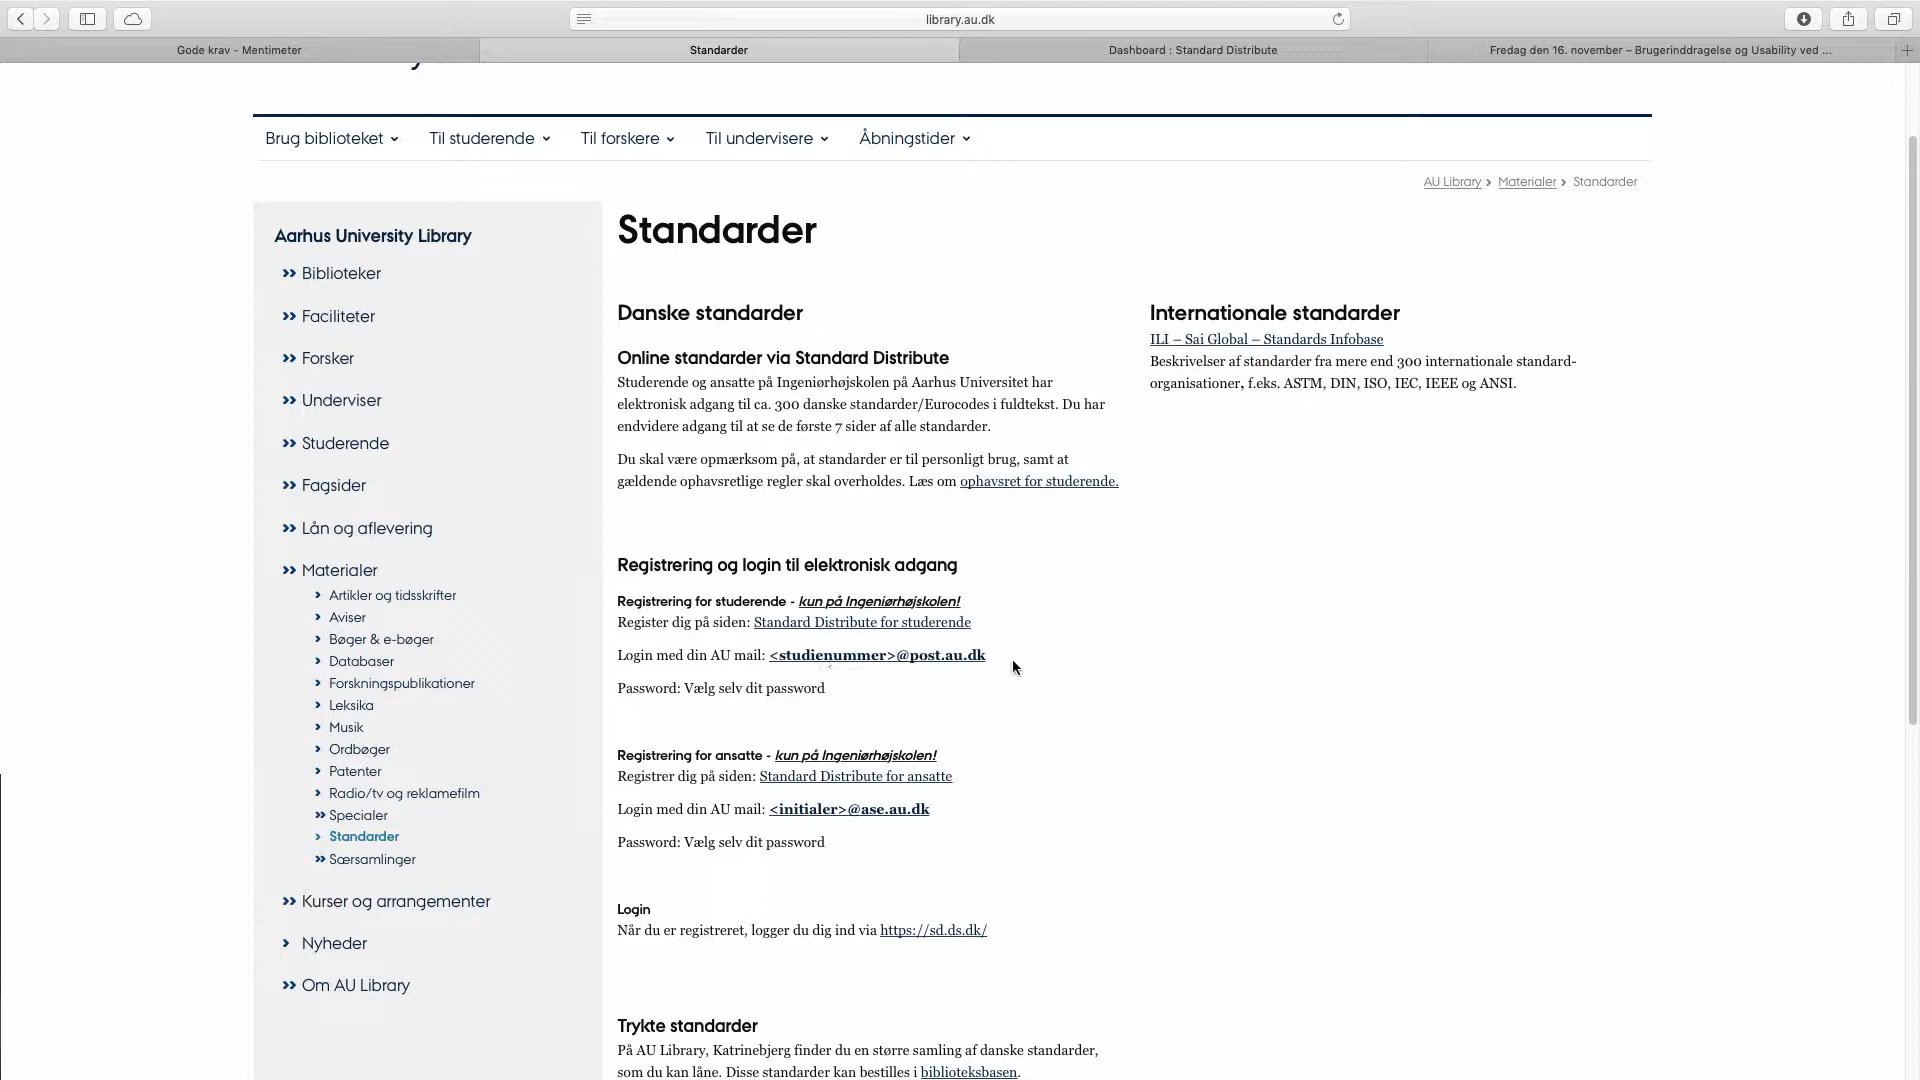 library.au.dk
Gode krav - Mentimeter
Standarder
Dashboard : Standard Distribute
Fredag den 16. november – Brugerinddragelse og Usability ved ...
Brug biblioteket
Til studerende
Til forskere
Til undervisere
Åbningstider
AU Library › Materialer › Standarder
Aarhus University Library
Biblioteker
Faciliteter
Forsker
Underviser
Studerende
Fagsider
Lån og aflevering
Materialer
Artikler og tidsskrifter
Aviser
Bøger & e-bøger
Databaser
Forskningspublikationer
Leksika
Musik
Ordbøger
Patenter
Radio/tv og reklamefilm
Specialer
Standarder
Særsamlinger
Kurser og arrangementer
Nyheder
Om AU Library
Standarder
Danske standarder
Online standarder via Standard Distribute
Studerende og ansatte på Ingeniørhøjskolen på Aarhus Universitet har
elektronisk adgang til ca. 300 danske standarder/Eurocodes i fuldtekst. Du har
endvidere adgang til at se de første 7 sider af alle standarder.
Du skal være opmærksom på, at standarder er til personligt brug, samt at
gældende ophavsretlige regler skal overholdes. Læs om ophavsret for studerende.
Registrering og login til elektronisk adgang
Registrering for studerende - kun på Ingeniørhøjskolen!
Register dig på siden: Standard Distribute for studerende
Login med din AU mail: <studienummer>@post.au.dk
Password: Vælg selv dit password
Registrering for ansatte - kun på Ingeniørhøjskolen!
Registrer dig på siden: Standard Distribute for ansatte
Login med din AU mail: <initialer>@ase.au.dk
Password: Vælg selv dit password
Login
Når du er registreret, logger du dig ind via https://sd.ds.dk/
Trykte standarder
På AU Library, Katrinebjerg finder du en større samling af danske standarder,
som du kan låne. Disse standarder kan bestilles i biblioteksbasen.
Internationale standarder
ILI – Sai Global – Standards Infobase
Beskrivelser af standarder fra mere end 300 internationale standard-
organisationer, f.eks. ASTM, DIN, ISO, IEC, IEEE og ANSI.